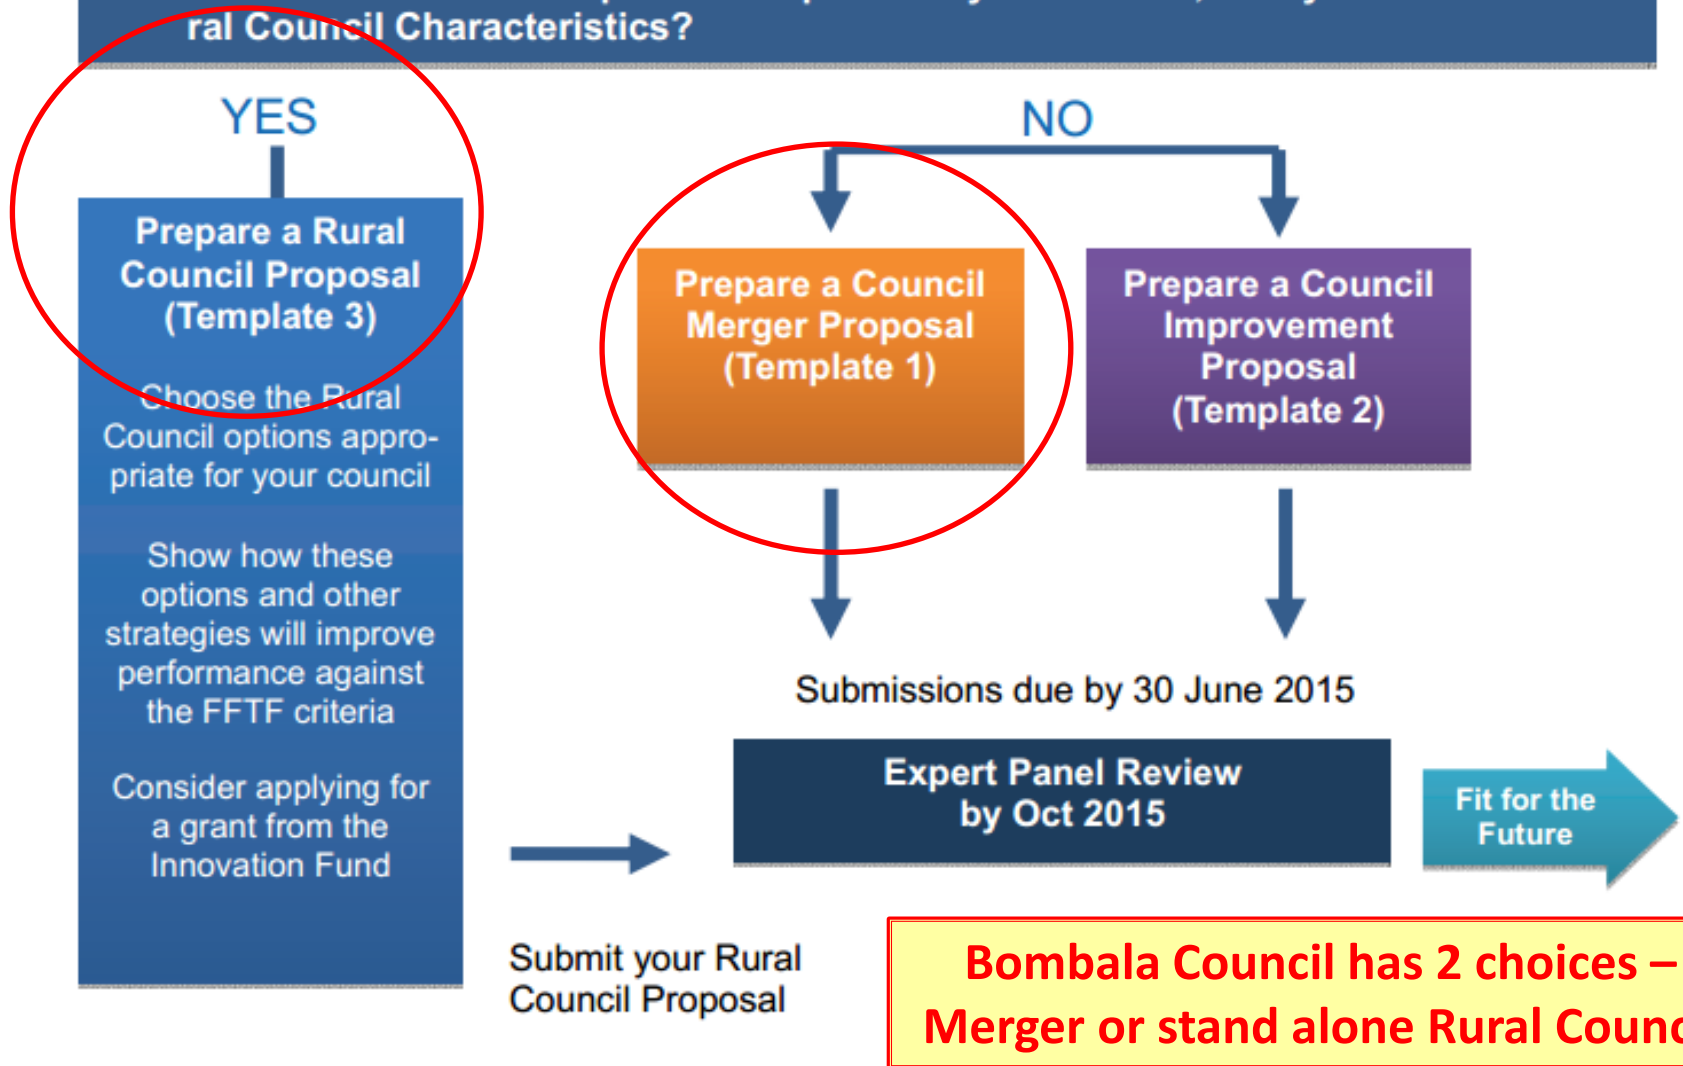 ral Council Characteristics?
YES
NO
Prepare a Rural
Council Proposal
(Template 3)
Choose the Rural
Council options appro-
priate for your council
Show how these
options and other
strategies will improve
performance against
the FFTF criteria
Consider applying for
a grant from the
Innovation Fund
Prepare a Council
Merger Proposal
(Template 1)
Prepare a Council
Improvement
Proposal
(Template 2)
Submissions due by 30 June 2015
Expert Panel Review
by Oct 2015
Fit for the
Future
Submit your Rural
Council Proposal
Bombala Council has 2 choices –
Merger or stand alone Rural